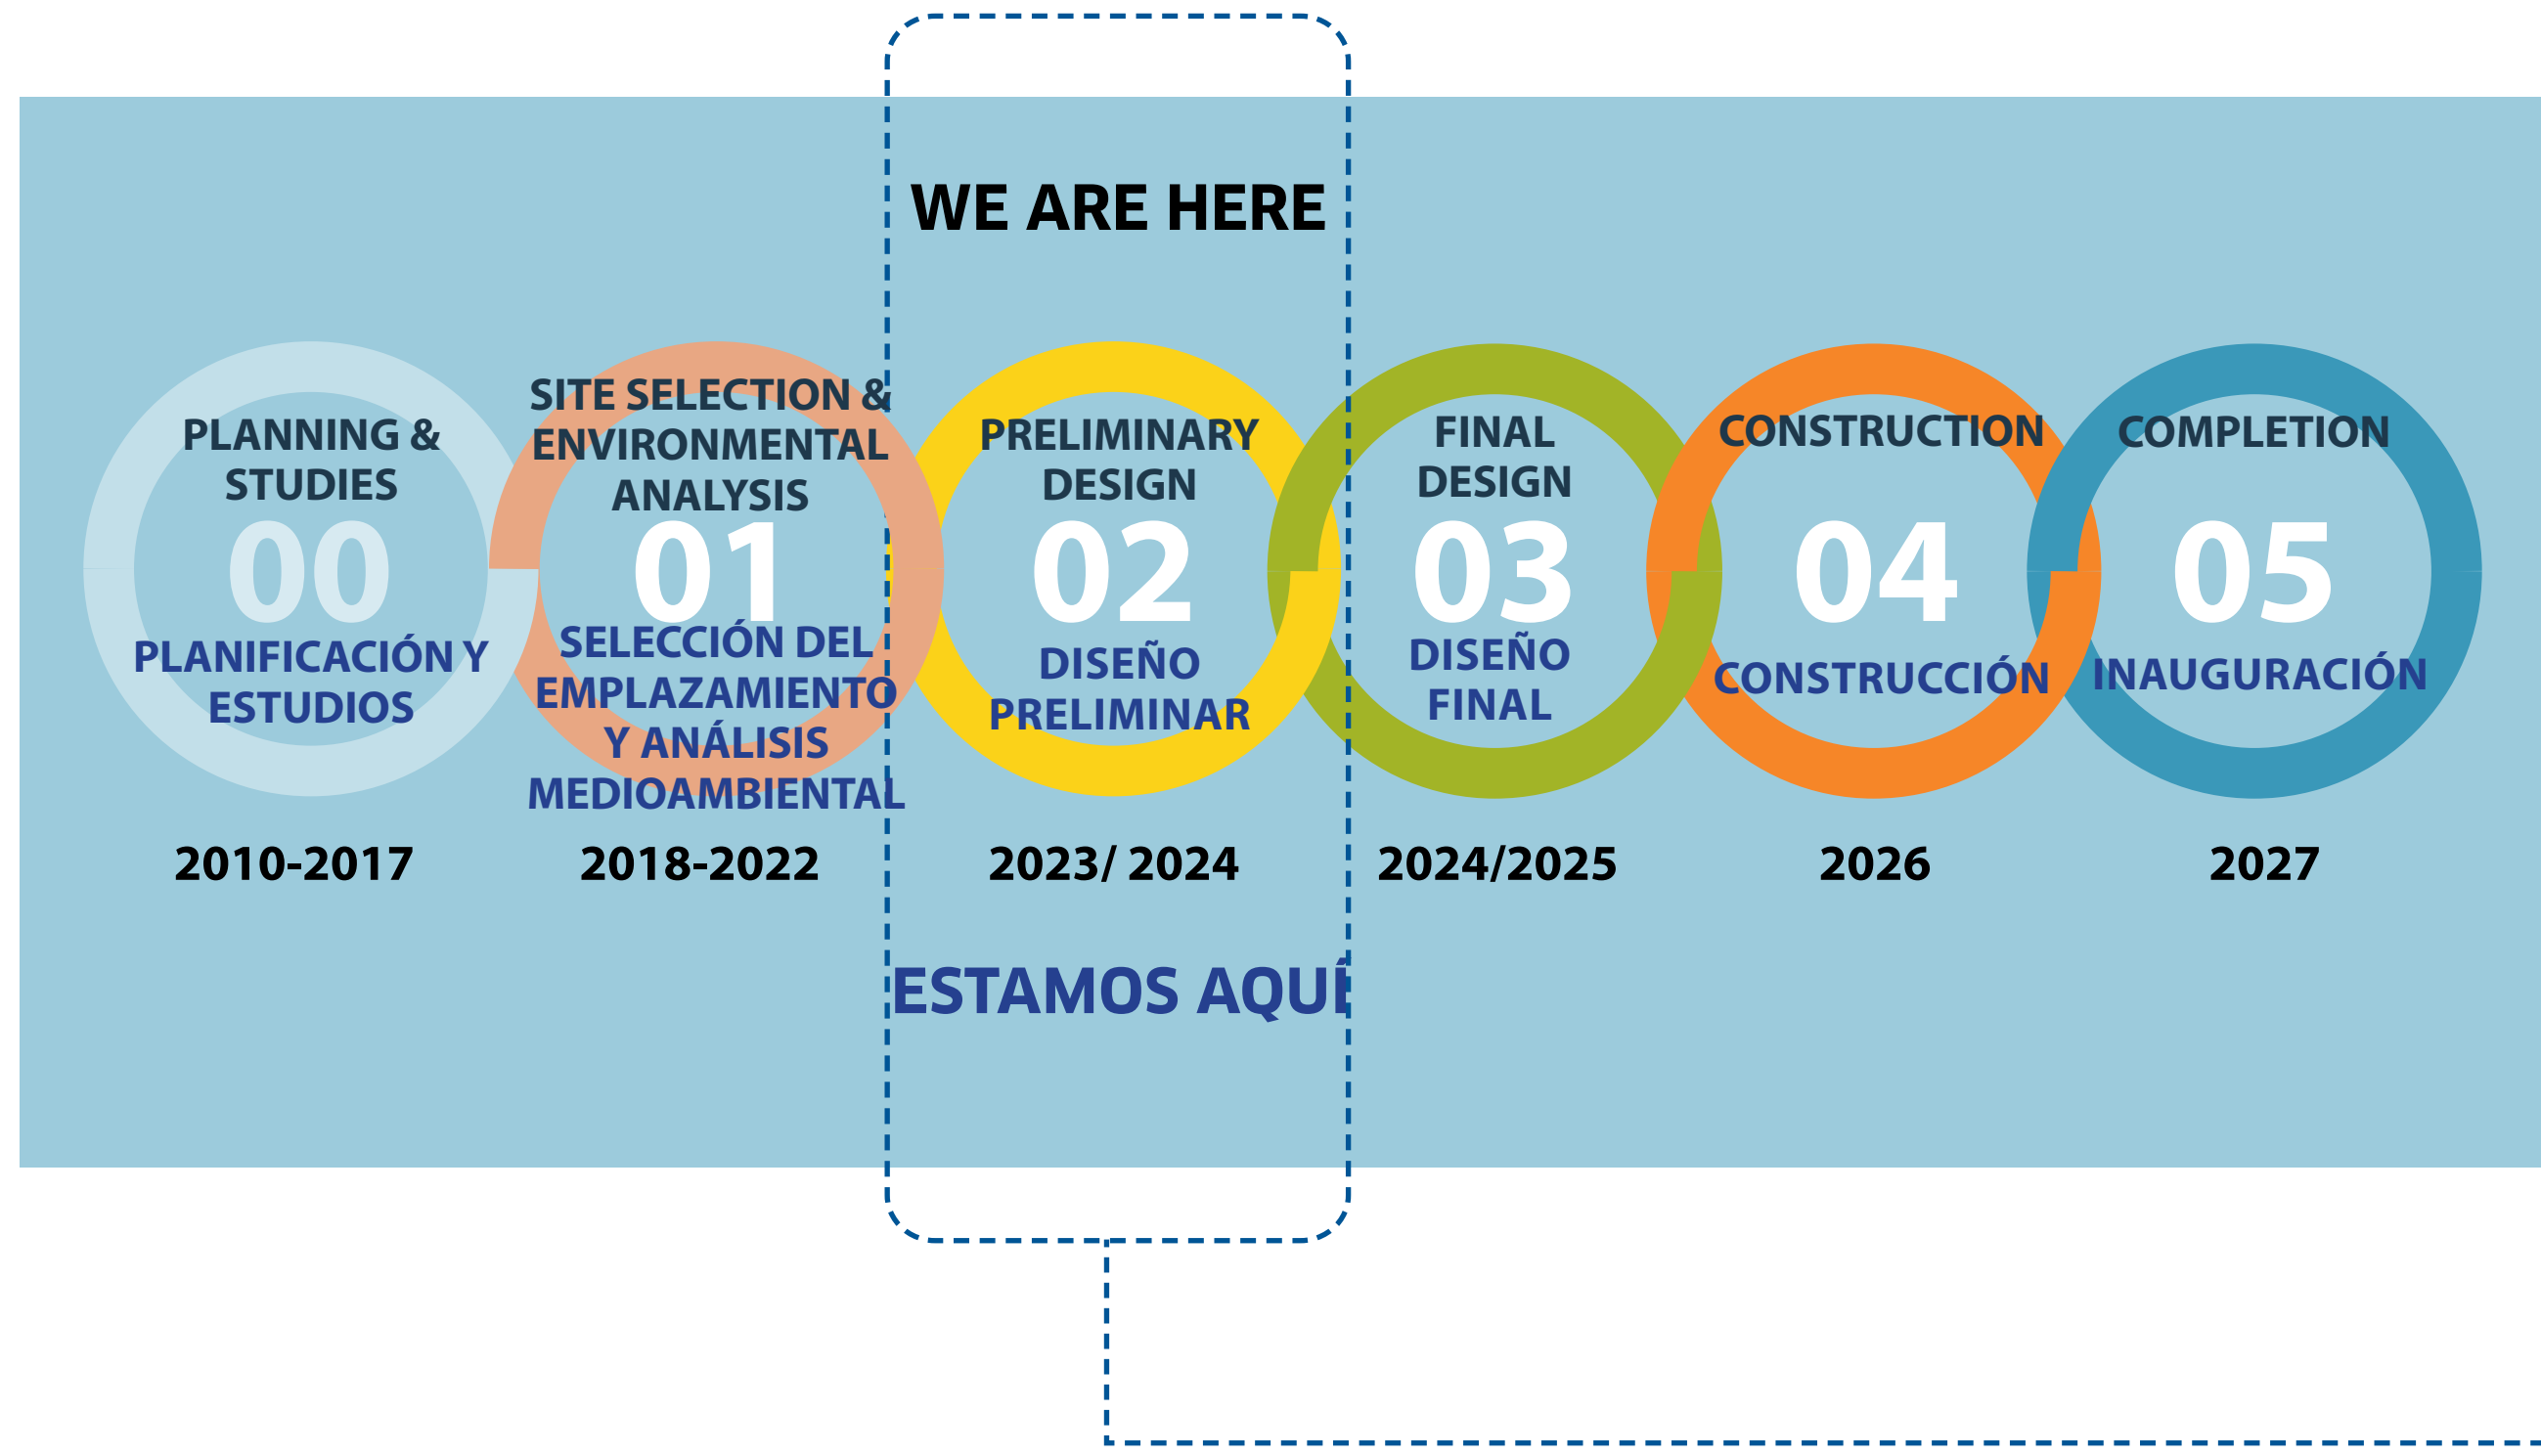 WE ARE HERE
PLANNING &
STUDIES
00
PLANIFICACIÓN Y
ESTUDIOS
2010-2017
SITE SELECTION &
ENVIRONMENTAL
ANALYSIS
01
SELECCIÓN DEL
EMPLAZAMIENTO
Y ANÁLISIS
MEDIOAMBIENTAL
2018-2022
PRELIMINARY
DESIGN
02
DISEÑO
PRELIMINAR
2023/ 2024
FINAL
DESIGN
03
DISEÑO
FINAL
2024/2025
CONSTRUCTION
04
CONSTRUCCIÓN
2026
COMPLETION
05
INAUGURACIÓN
2027
ESTAMOS AQUÍ